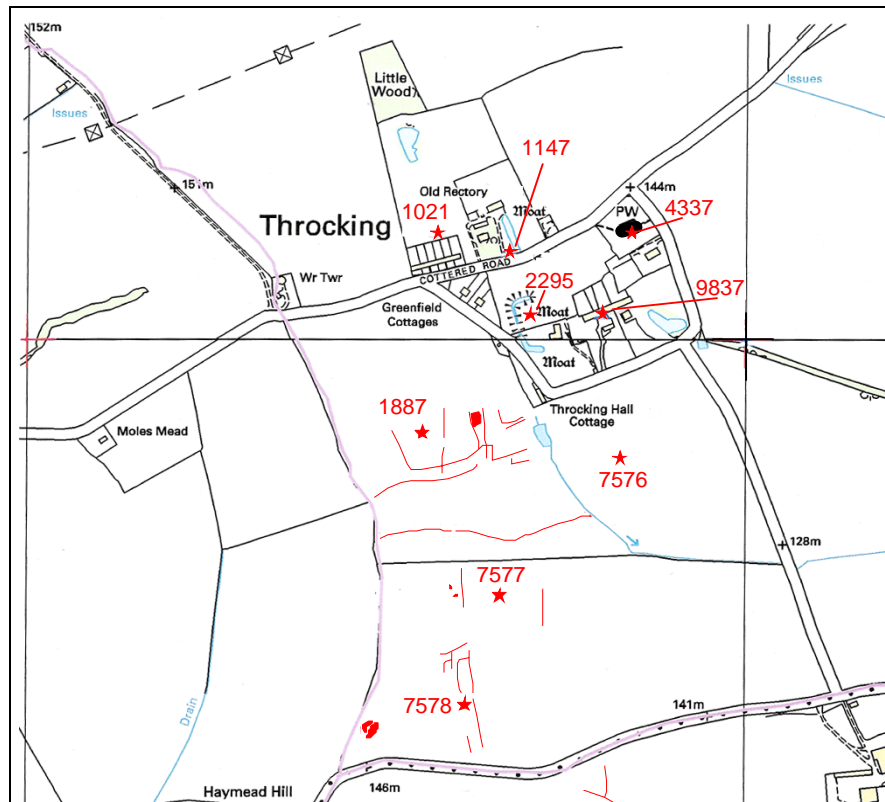 152m
Little
Wood
Issues
Issues
151m
Old Rectory
1147
144m
1021
Moat
PW
4337
Throcking
COTTERED ROAD
Wr Twr
2295
9837
Greenfield
Cottages
Moat
Moat
1887
Throcking Hall
Cottage
Moles Mead
7576
128m
7577
7578
141m
Drain
146m
Haymead Hill